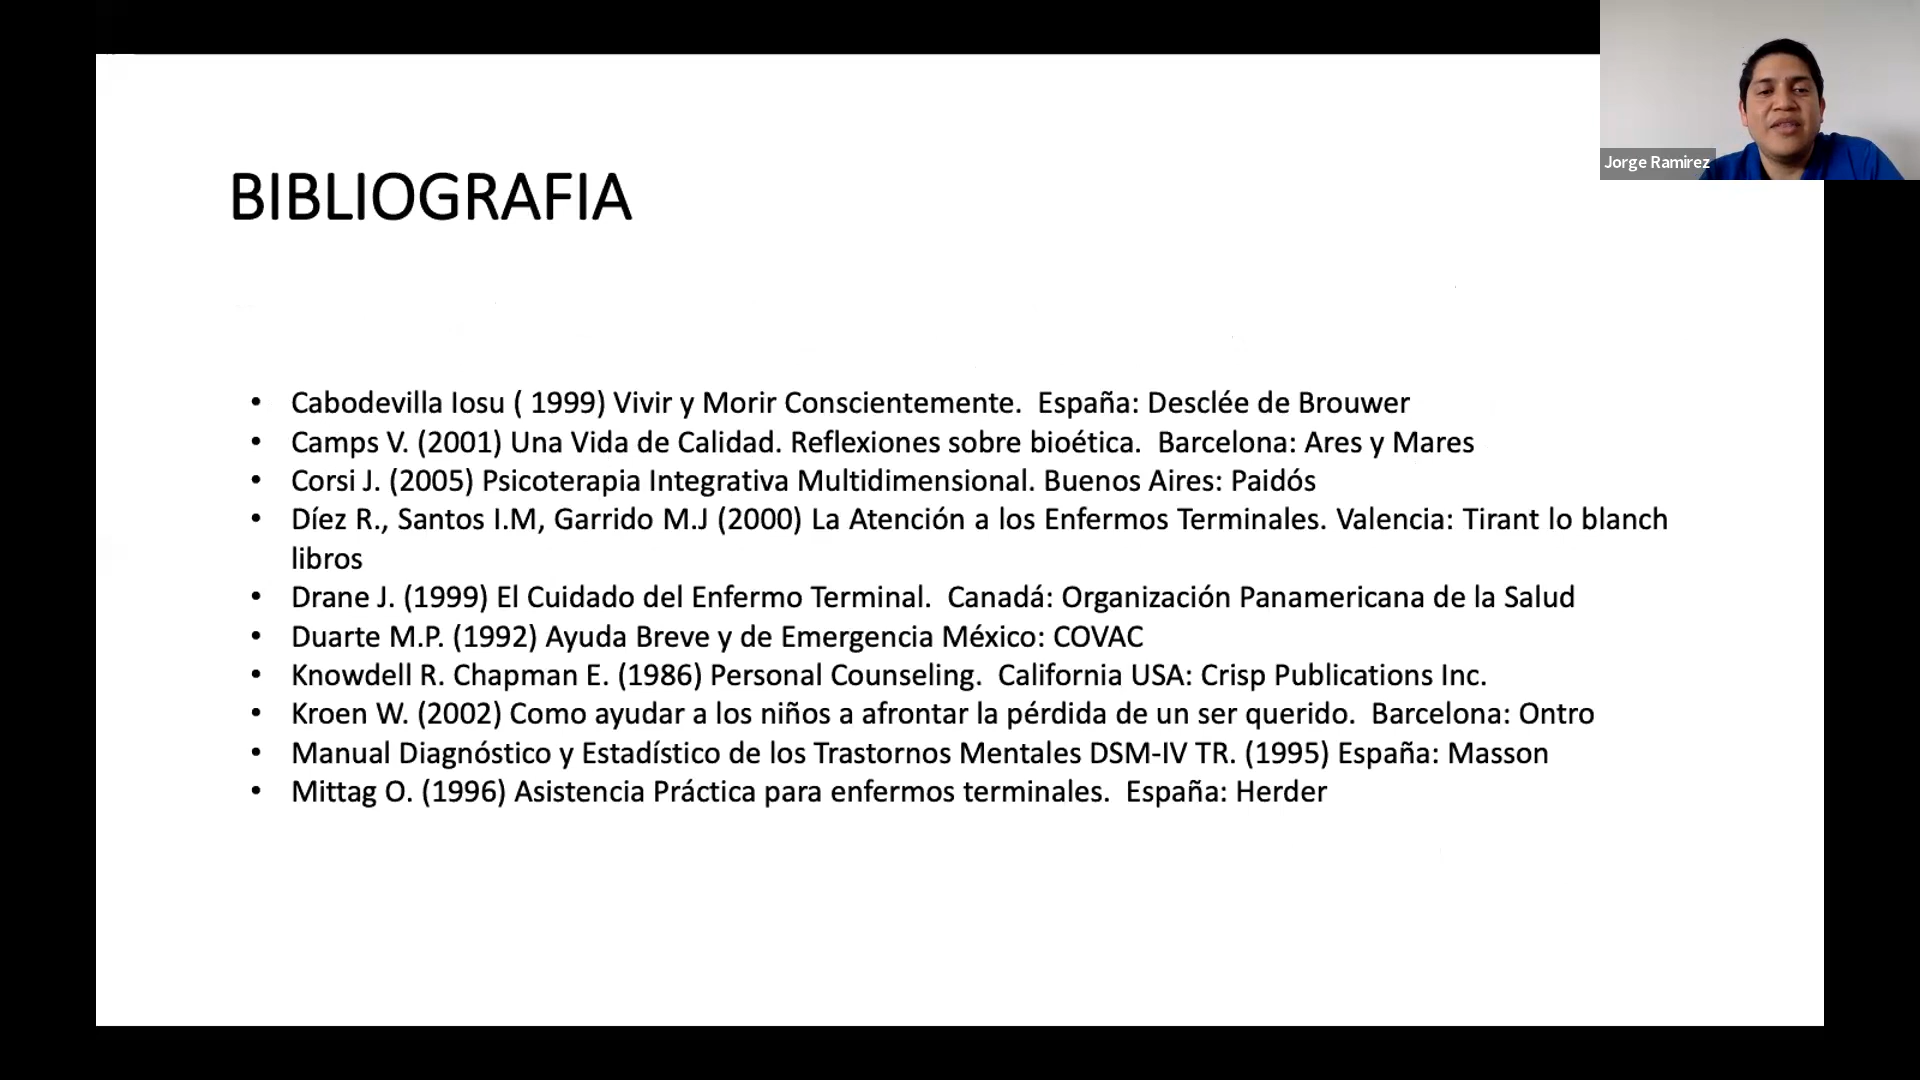 Jorge Ramirez
BIBLIOGRAFIA
• Cabodevilla Iosu ( 1999) Vivir y Morir Conscientemente.  España: Desclée de Brouwer
• Camps V. (2001) Una Vida de Calidad. Reflexiones sobre bioética.  Barcelona: Ares y Mares
• Corsi J. (2005) Psicoterapia Integrativa Multidimensional. Buenos Aires: Paidós
• Díez R., Santos I.M, Garrido M.J (2000) La Atención a los Enfermos Terminales. Valencia: Tirant lo blanch
libros
• Drane J. (1999) El Cuidado del Enfermo Terminal.  Canadá: Organización Panamericana de la Salud
• Duarte M.P. (1992) Ayuda Breve y de Emergencia México: COVAC
• Knowdell R. Chapman E. (1986) Personal Counseling.  California USA: Crisp Publications Inc.
• Kroen W. (2002) Como ayudar a los niños a afrontar la pérdida de un ser querido.  Barcelona: Ontro
• Manual Diagnóstico y Estadístico de los Trastornos Mentales DSM-IV TR. (1995) España: Masson
• Mittag O. (1996) Asistencia Práctica para enfermos terminales.  España: Herder